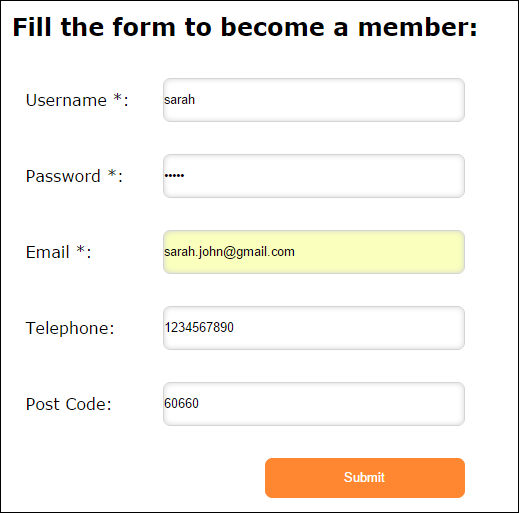 Fill the form to become a member:
Username *: sarah
Password *: •••••
Email *: sarah.john@gmail.com
Telephone: 1234567890
Post Code: 60660
Submit